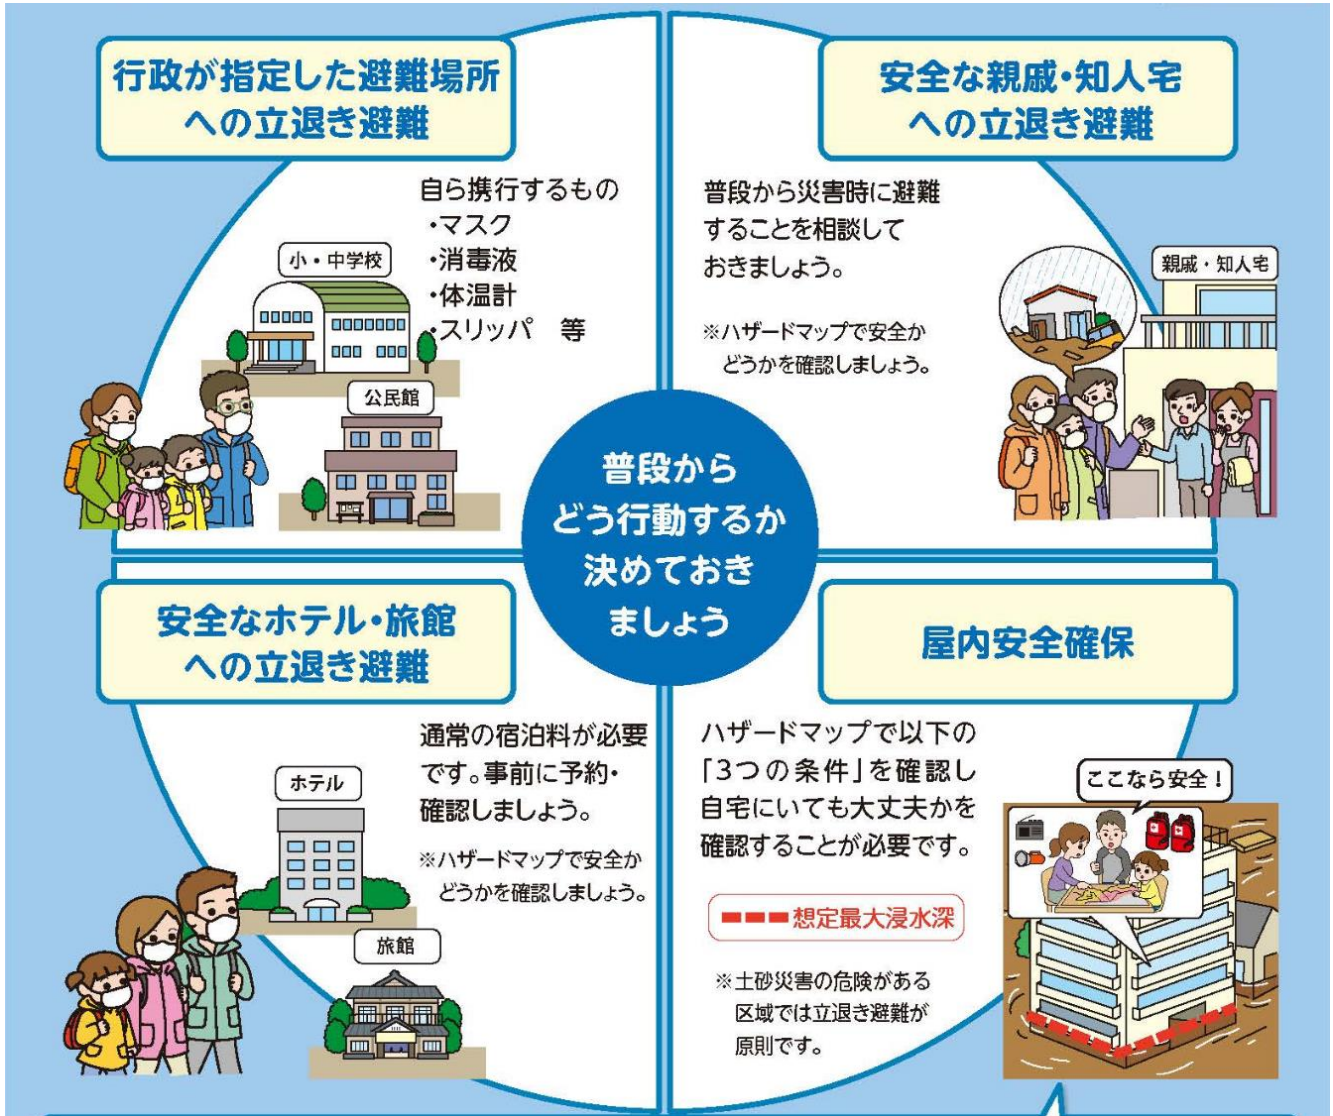 行政が指定した避難場所
への立退き避難
自ら携行するもの
・マスク
・消毒液
・体温計
・スリッパ　等
小・中学校
公民館
安全な親戚・知人宅
への立退き避難
普段から災害時に避難
することを相談して
おきましょう。
※ハザードマップで安全か
どうかを確認しましょう。
親戚・知人宅
普段から
どう行動するか
決めておき
ましょう
安全なホテル・旅館
への立退き避難
通常の宿泊料が必要
です。事前に予約・
確認しましょう。
※ハザードマップで安全か
どうかを確認しましょう。
ホテル
旅館
屋内安全確保
ハザードマップで以下の
「3つの条件」を確認し
自宅にいても大丈夫かを
確認することが必要です。
想定最大浸水深
※土砂災害の危険がある
区域では立退き避難が
原則です。
ここなら安全！